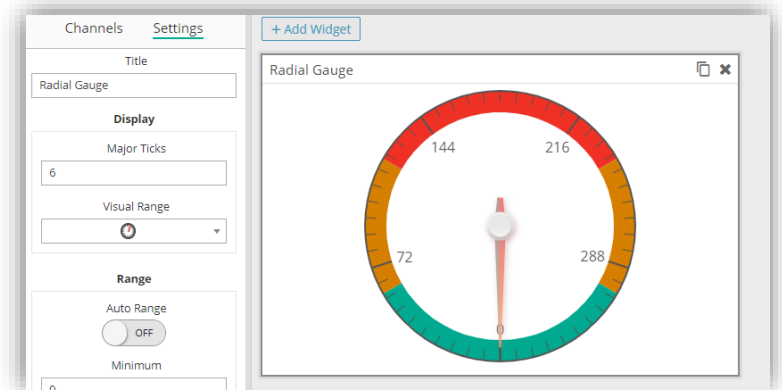 Channels Settings
+ Add Widget
Title
Radial Gauge
Radial Gauge
Display
Major Ticks
6
Visual Range
Range
Auto Range
OFF
Minimum
0
144 216
72 288
0